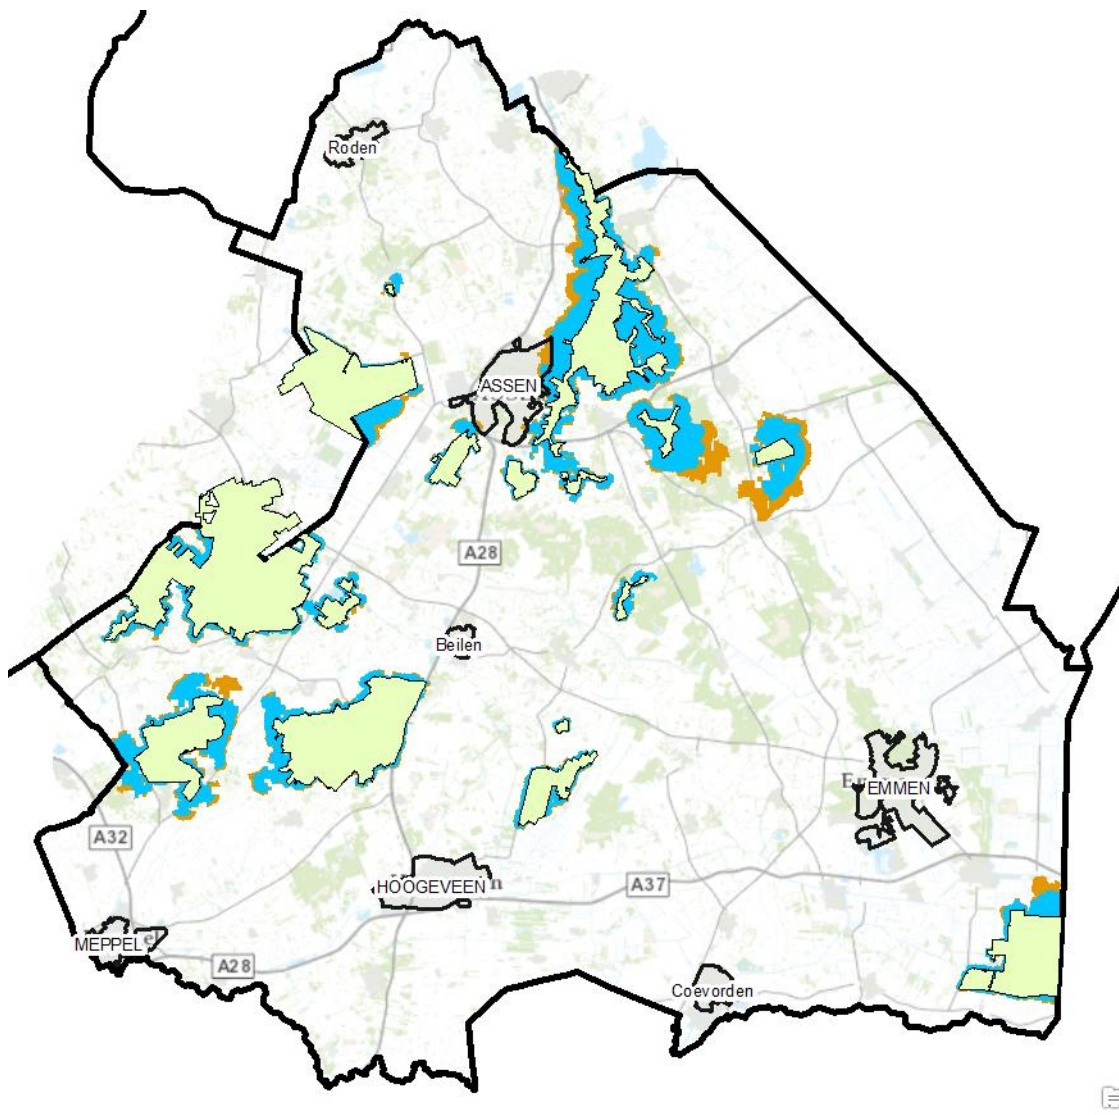 Roden
ASSEN
A28
Beilen
EMMEN
A32
HOOGEVEEN
A37
MEPPEL
A28
Coevorden